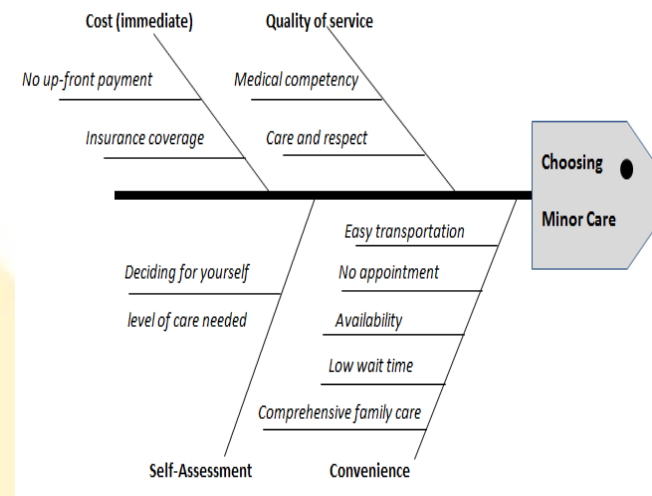 Cost (immediate)
Quality of service
No up-front payment
Medical competency
Insurance coverage
Care and respect
Choosing
Minor Care
Easy transportation
Deciding for yourself
No appointment
level of care needed
Availability
Low wait time
Comprehensive family care
Self-Assessment
Convenience